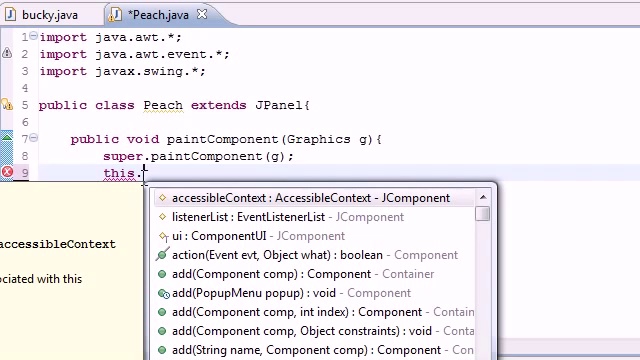 bucky.java
*Peach.java
1 import java.awt.*;
2 import java.awt.event.*;
3 import javax.swing.*;
4
5 public class Peach extends JPanel{
6
7 public void paintComponent(Graphics g){
8 super.paintComponent(g);
9 this.
accessibleContext : AccessibleContext - JComponent
listenerList : EventListenerList - JComponent
ui : ComponentUI - JComponent
action(Event evt, Object what) : boolean - Component
add(Component comp) : Component - Container
add(PopupMenu popup) : void - Component
add(Component comp, int index) : Component - Contain
add(Component comp, Object constraints) : void - Conta
add(String name, Component comp) : Component - Conta
accessibleContext
ociated with this